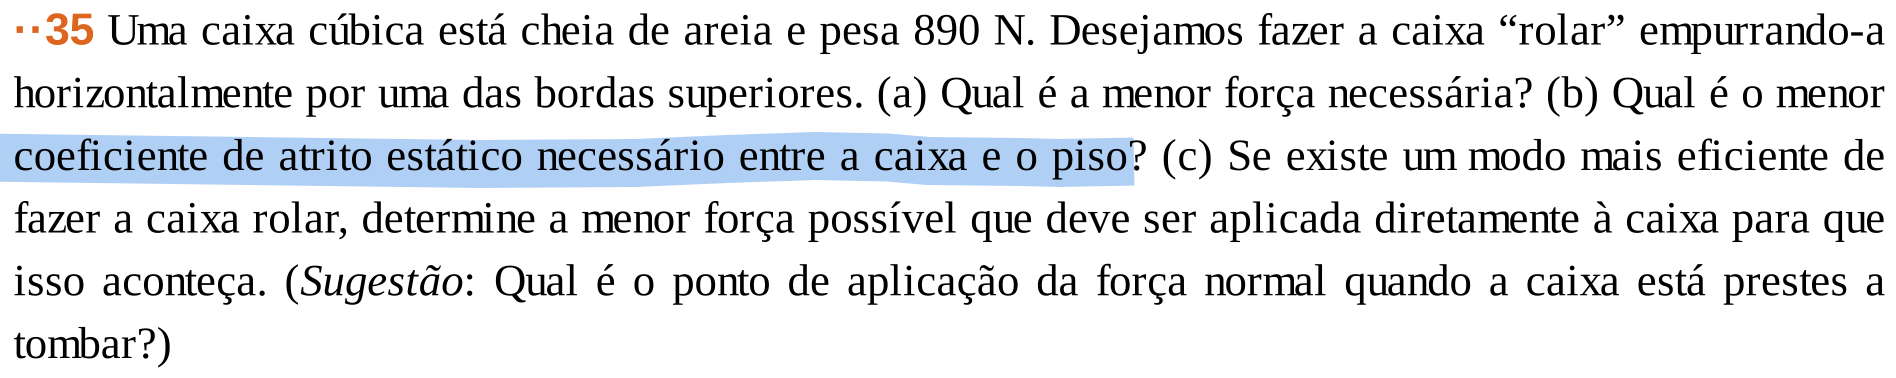 ··35 Uma caixa cúbica está cheia de areia e pesa 890 N. Desejamos fazer a caixa “rolar” empurrando-a
horizontalmente por uma das bordas superiores. (a) Qual é a menor força necessária? (b) Qual é o menor
coeficiente de atrito estático necessário entre a caixa e o piso? (c) Se existe um modo mais eficiente de
fazer a caixa rolar, determine a menor força possível que deve ser aplicada diretamente à caixa para que
isso aconteça. (Sugestão: Qual é o ponto de aplicação da força normal quando a caixa está prestes a
tombar?)